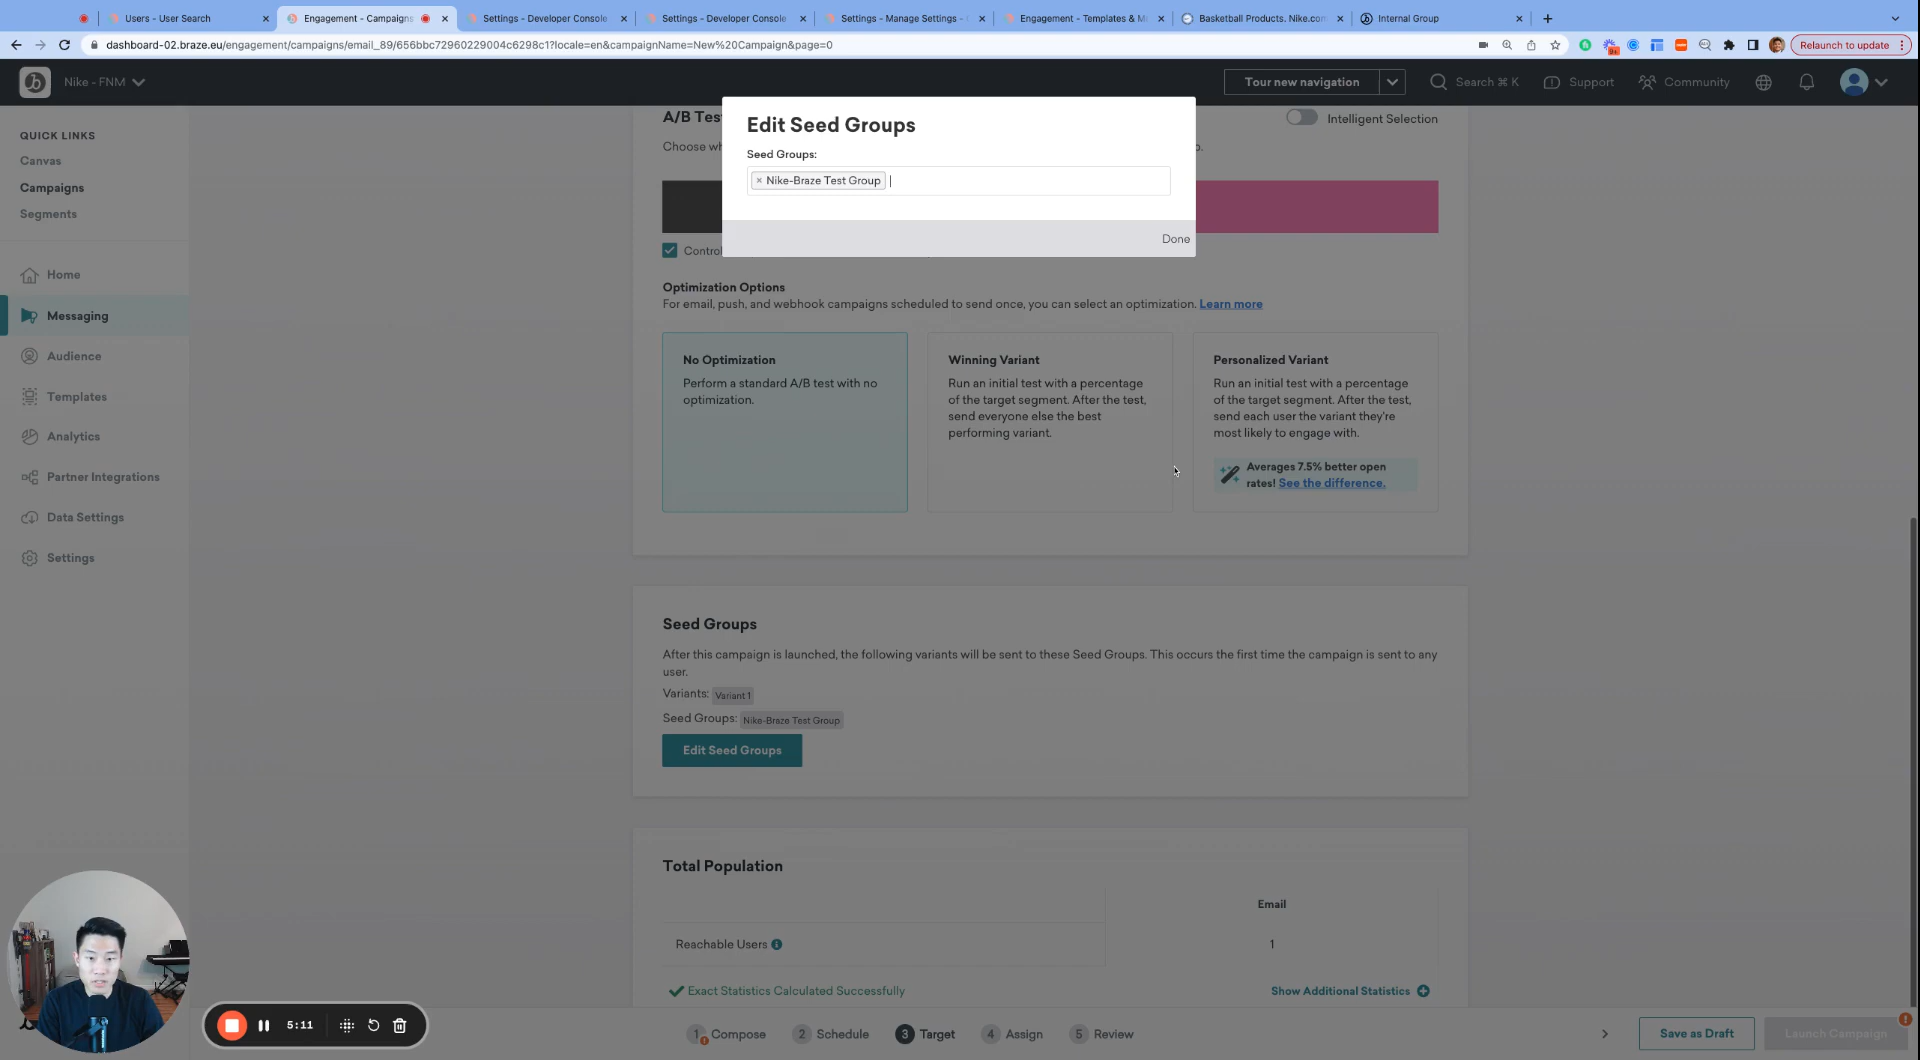 Users - User Search
Engagement - Campaigns
Settings - Developer Console
Settings - Developer Console
Settings - Manage Settings -
Engagement - Templates & M
Basketball Products. Nike.com
Internal Group
dashboard-02.braze.eu/engagement/campaigns/email_89/656bbc72960229004c6298c1?locale=en&campaignName=New%20Campaign&page=0
Relaunch to update
Nike - FNM
Tour new navigation
Search ⌘ K
Support
Community
QUICK LINKS
Canvas
Campaigns
Segments
Home
Messaging
Audience
Templates
Analytics
Partner Integrations
Data Settings
Settings
Edit Seed Groups
Seed Groups:
× Nike-Braze Test Group
Done
A/B Tes
Intelligent Selection
Choose wh
Contro
Optimization Options
For email, push, and webhook campaigns scheduled to send once, you can select an optimization. Learn more
No Optimization
Perform a standard A/B test with no
optimization.
Winning Variant
Run an initial test with a percentage
of the target segment. After the test,
send everyone else the best
performing variant.
Personalized Variant
Run an initial test with a percentage
of the target segment. After the test,
send each user the variant they're
most likely to engage with.
Averages 7.5% better open
rates! See the difference.
Seed Groups
After this campaign is launched, the following variants will be sent to these Seed Groups. This occurs the first time the campaign is sent to any
user.
Variants: Variant 1
Seed Groups: Nike-Braze Test Group
Edit Seed Groups
Total Population
Email
Reachable Users
1
Exact Statistics Calculated Successfully
Show Additional Statistics
5:11
1 Compose
2 Schedule
3 Target
4 Assign
5 Review
Save as Draft
Launch Campaign